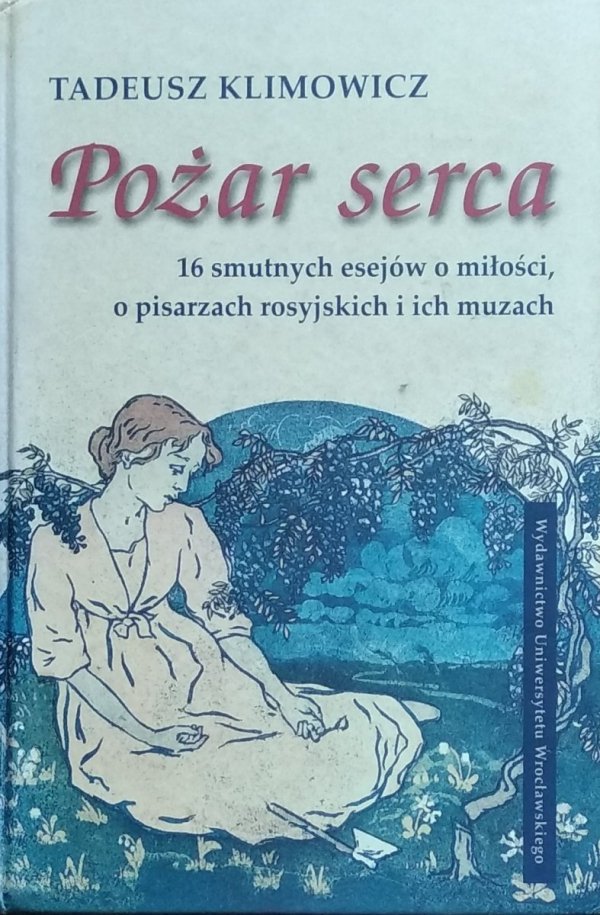 TADEUSZ KLIMOWICZ
Pożar serca
16 smutnych esejów o miłości,
o pisarzach rosyjskich i ich muzach
Wydawnictwo Uniwersytetu Wrocławskiego